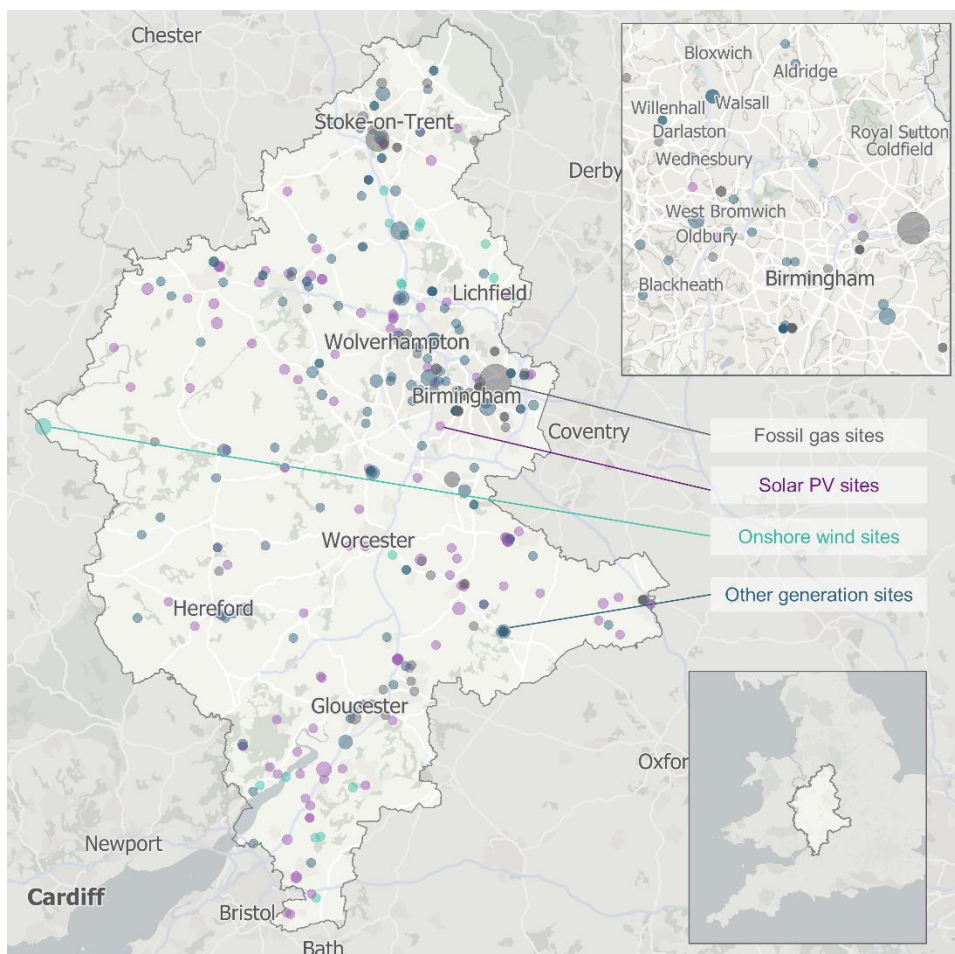 Chester
Stoke-on-Trent
Derby
Lichfield
Wolverhampton
Birmingham
Coventry
Worcester
Hereford
Gloucester
Oxfor
Newport
Cardiff
Bristol
Bath
Bloxwich
Aldridge
Willenhall
Walsall
Darlaston
Royal Sutton
Coldfield
Wednesbury
West Bromwich
Oldbury
Birmingham
Blackheath
Fossil gas sites
Solar PV sites
Onshore wind sites
Other generation sites